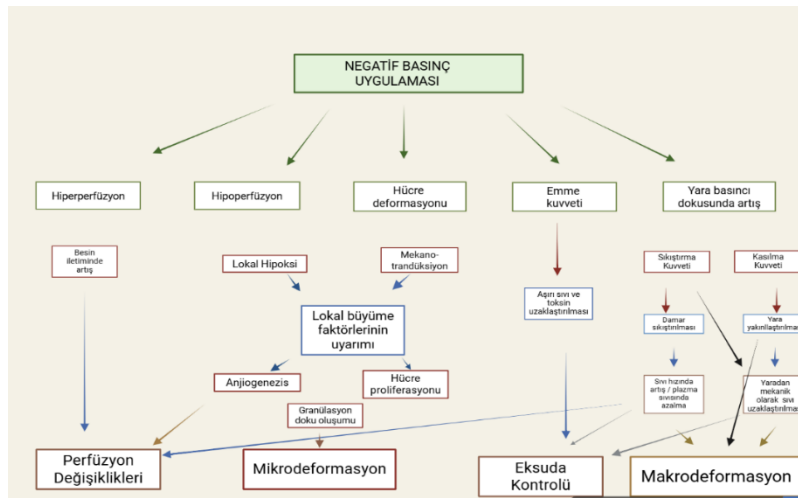 NEGATİF BASINÇ
UYGULAMASI
Hiperperfüzyon
Hipoperfüzyon
Hücre
deformasyonu
Emme
kuvveti
Yara basıncı
dokusunda artış
Besin
iletiminde
artış
Lokal Hipoksi
Mekano-
trandüksiyon
Sıkıştırma
Kuvveti
Kasılma
Kuvveti
Lokal büyüme
faktörlerinin
uyarımı
Aşırı sıvı ve
toksin
uzaklaştırılması
Damar
sıkıştırılması
Yara
yakınllaştırılması
Anjiogenezis
Hücre
proliferasyonu
Sıvı hızında
artış / plazma
sıvısında
azalma
Yaradan
mekanik
olarak sıvı
uzaklaştırılması
Granülasyon
doku oluşumu
Perfüzyon
Değişiklikleri
Mikrodeformasyon
Eksuda
Kontrolü
Makrodeformasyon